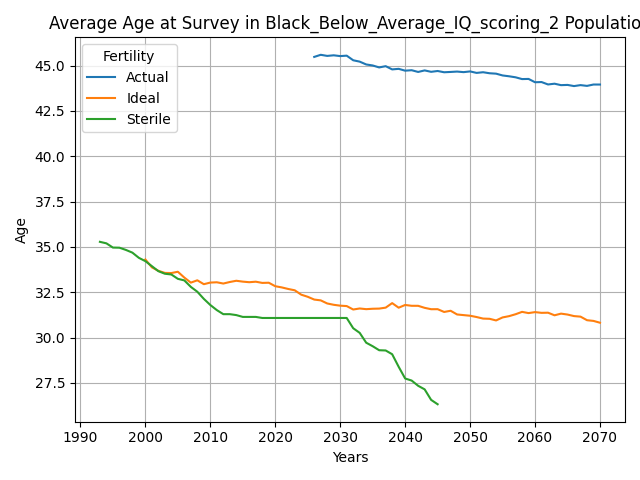 Average Age at Survey in Black_Below_Average_IQ_scoring_2 Populatio
Fertility
Actual
Ideal
Sterile
45.0
42.5
40.0
37.5
35.0
32.5
30.0
27.5
Age
1990 2000 2010 2020 2030 2040 2050 2060 2070
Years